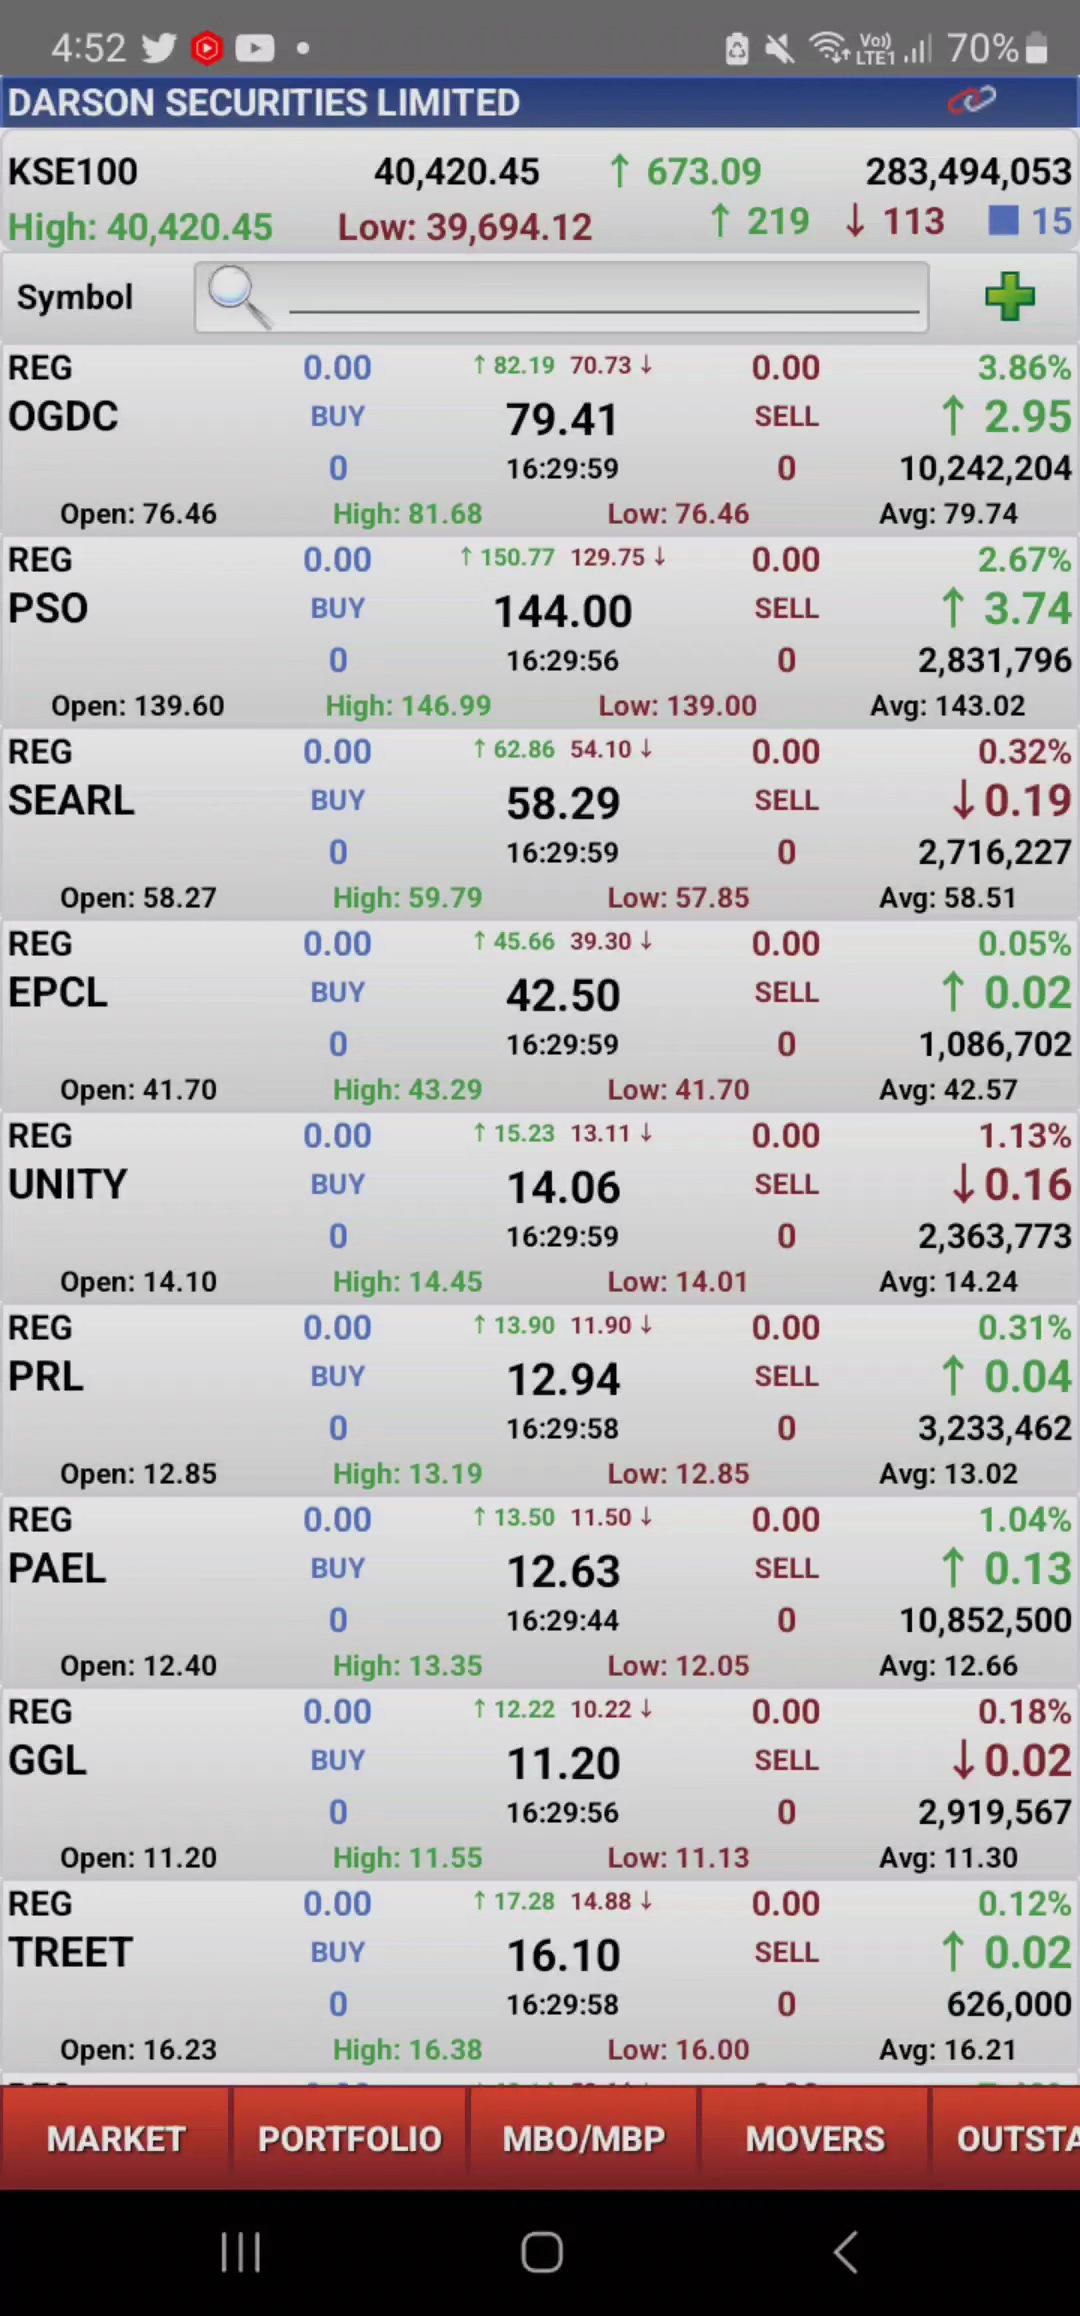 4:52 Vo)) LTE1 70%
DARSON SECURITIES LIMITED
KSE100 40,420.45 ↑ 673.09 283,494,053
High: 40,420.45 Low: 39,694.12 ↑ 219 ↓ 113 15
Symbol
REG 0.00 ↑ 82.19 70.73 ↓ 0.00 3.86%
OGDC BUY 79.41 SELL ↑ 2.95
0 16:29:59 0 10,242,204
Open: 76.46 High: 81.68 Low: 76.46 Avg: 79.74
REG 0.00 ↑ 150.77 129.75 ↓ 0.00 2.67%
PSO BUY 144.00 SELL ↑ 3.74
0 16:29:56 0 2,831,796
Open: 139.60 High: 146.99 Low: 139.00 Avg: 143.02
REG 0.00 ↑ 62.86 54.10 ↓ 0.00 0.32%
SEARL BUY 58.29 SELL ↓ 0.19
0 16:29:59 0 2,716,227
Open: 58.27 High: 59.79 Low: 57.85 Avg: 58.51
REG 0.00 ↑ 45.66 39.30 ↓ 0.00 0.05%
EPCL BUY 42.50 SELL ↑ 0.02
0 16:29:59 0 1,086,702
Open: 41.70 High: 43.29 Low: 41.70 Avg: 42.57
REG 0.00 ↑ 15.23 13.11 ↓ 0.00 1.13%
UNITY BUY 14.06 SELL ↓ 0.16
0 16:29:59 0 2,363,773
Open: 14.10 High: 14.45 Low: 14.01 Avg: 14.24
REG 0.00 ↑ 13.90 11.90 ↓ 0.00 0.31%
PRL BUY 12.94 SELL ↑ 0.04
0 16:29:58 0 3,233,462
Open: 12.85 High: 13.19 Low: 12.85 Avg: 13.02
REG 0.00 ↑ 13.50 11.50 ↓ 0.00 1.04%
PAEL BUY 12.63 SELL ↑ 0.13
0 16:29:44 0 10,852,500
Open: 12.40 High: 13.35 Low: 12.05 Avg: 12.66
REG 0.00 ↑ 12.22 10.22 ↓ 0.00 0.18%
GGL BUY 11.20 SELL ↓ 0.02
0 16:29:56 0 2,919,567
Open: 11.20 High: 11.55 Low: 11.13 Avg: 11.30
REG 0.00 ↑ 17.28 14.88 ↓ 0.00 0.12%
TREET BUY 16.10 SELL ↑ 0.02
0 16:29:58 0 626,000
Open: 16.23 High: 16.38 Low: 16.00 Avg: 16.21
MARKET PORTFOLIO MBO/MBP MOVERS OUTSTA